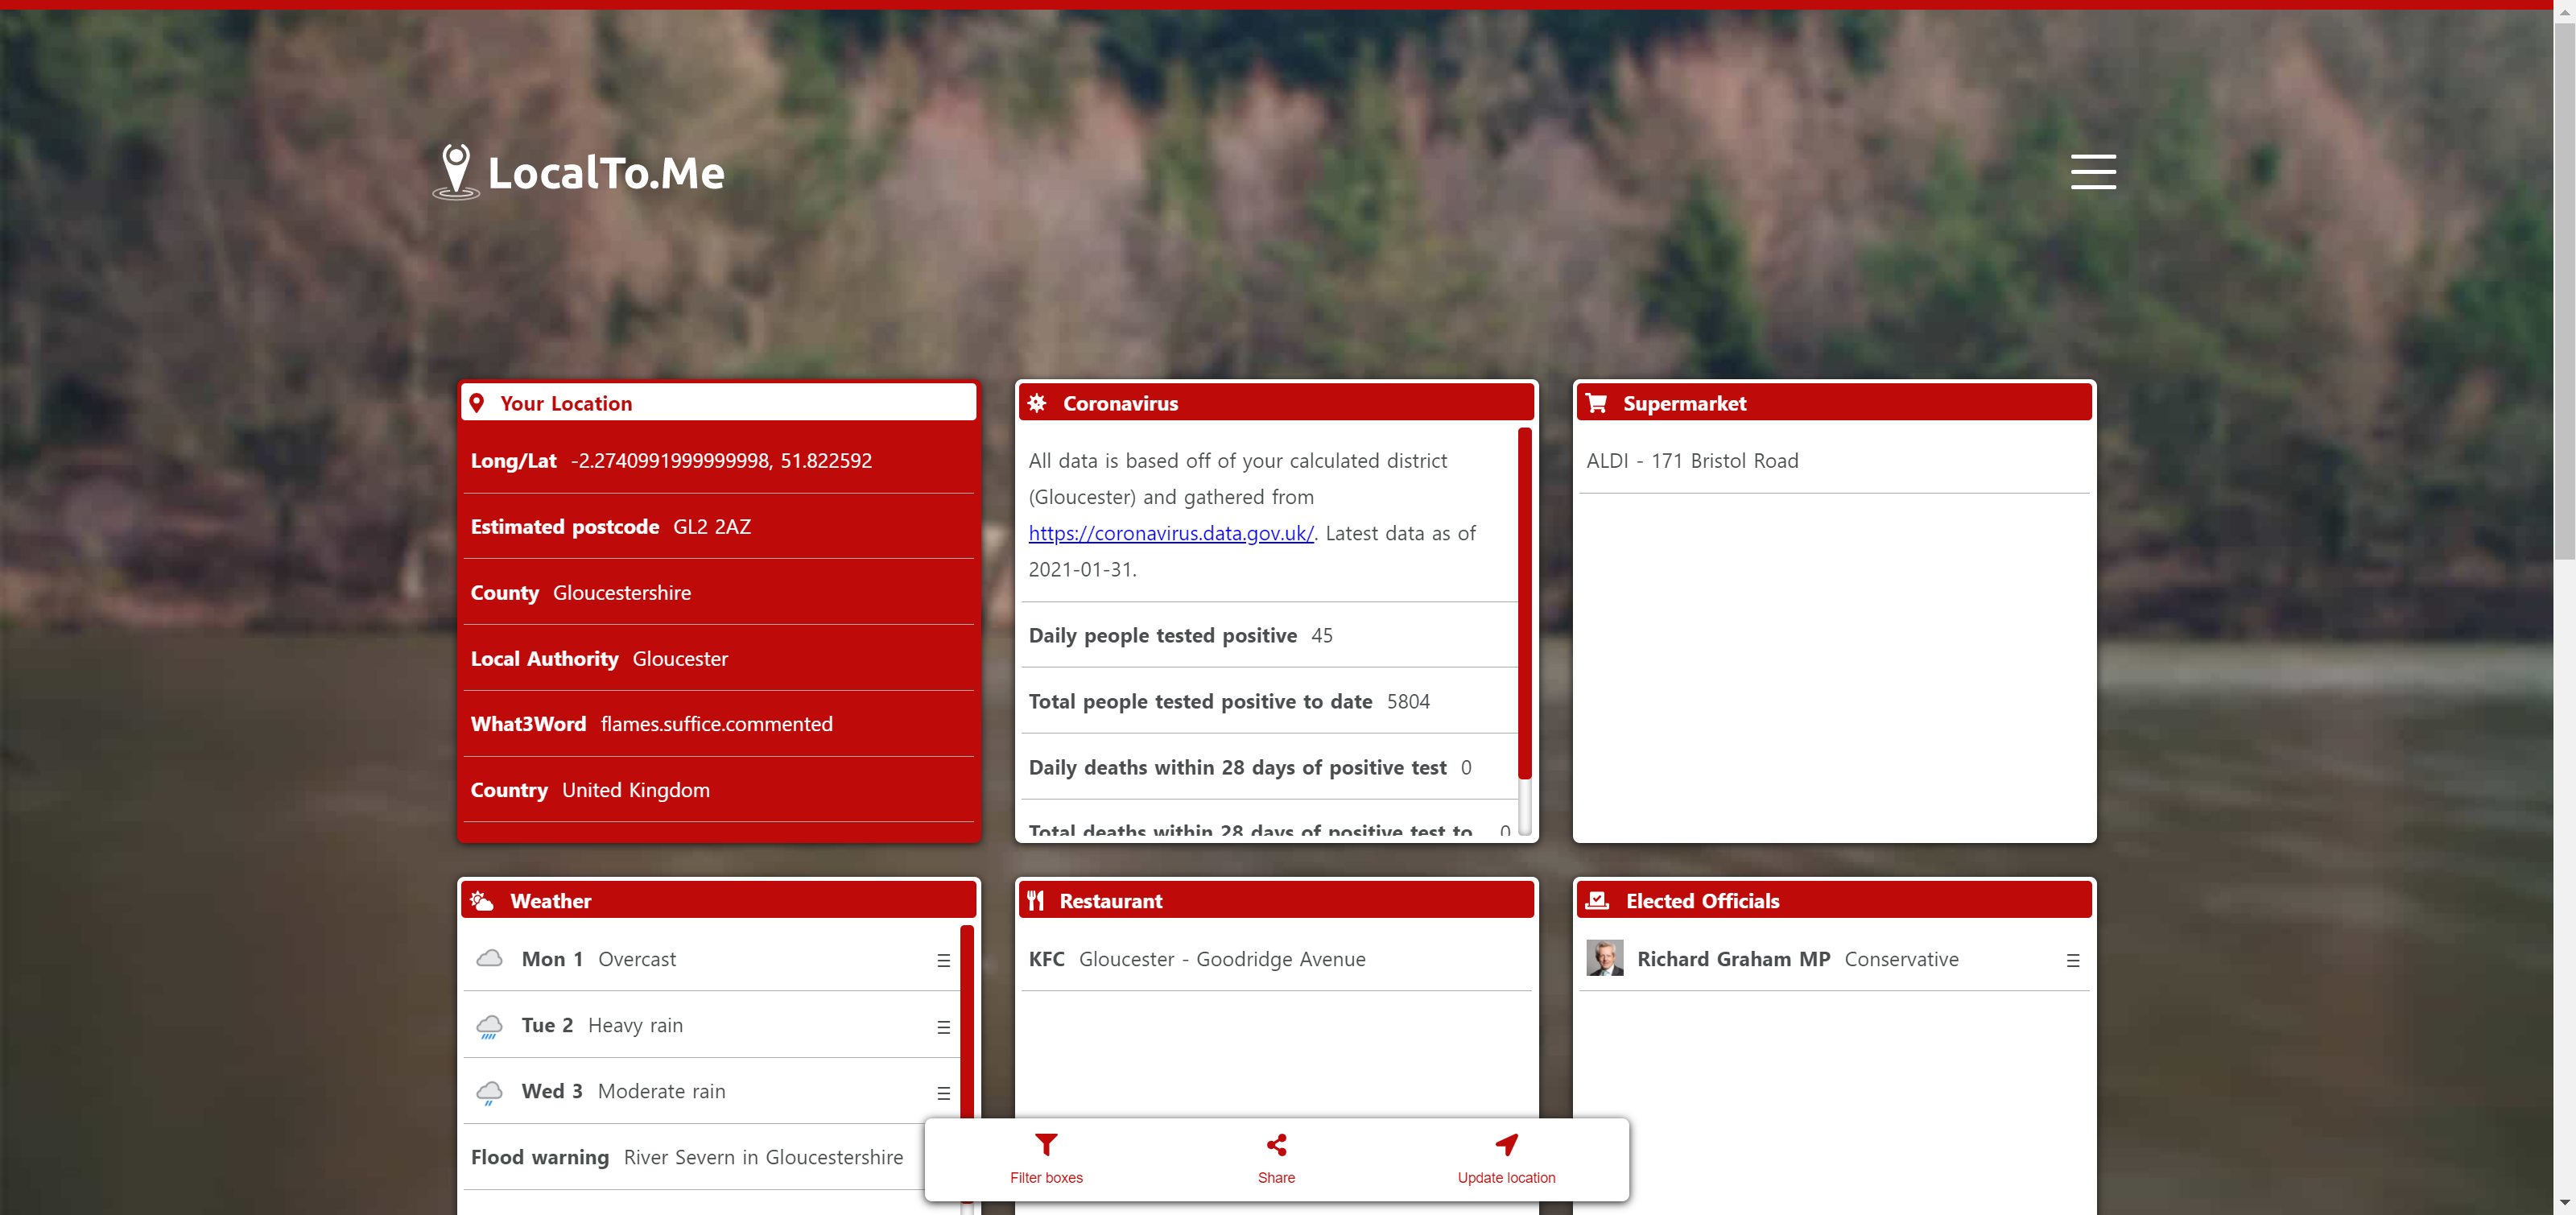 LocalTo.Me
Your Location
Long/Lat -2.2740991999999998, 51.822592
Estimated postcode GL2 2AZ
County Gloucestershire
Local Authority Gloucester
What3Word flames.suffice.commented
Country United Kingdom
Coronavirus
All data is based off of your calculated district
(Gloucester) and gathered from
https://coronavirus.data.gov.uk/. Latest data as of
2021-01-31.
Daily people tested positive 45
Total people tested positive to date 5804
Daily deaths within 28 days of positive test 0
Total deaths within 28 days of positive test to 0
Supermarket
ALDI - 171 Bristol Road
Weather
Mon 1 Overcast
Tue 2 Heavy rain
Wed 3 Moderate rain
Flood warning River Severn in Gloucestershire
Restaurant
KFC Gloucester - Goodridge Avenue
Elected Officials
Richard Graham MP Conservative
Filter boxes
Share
Update location